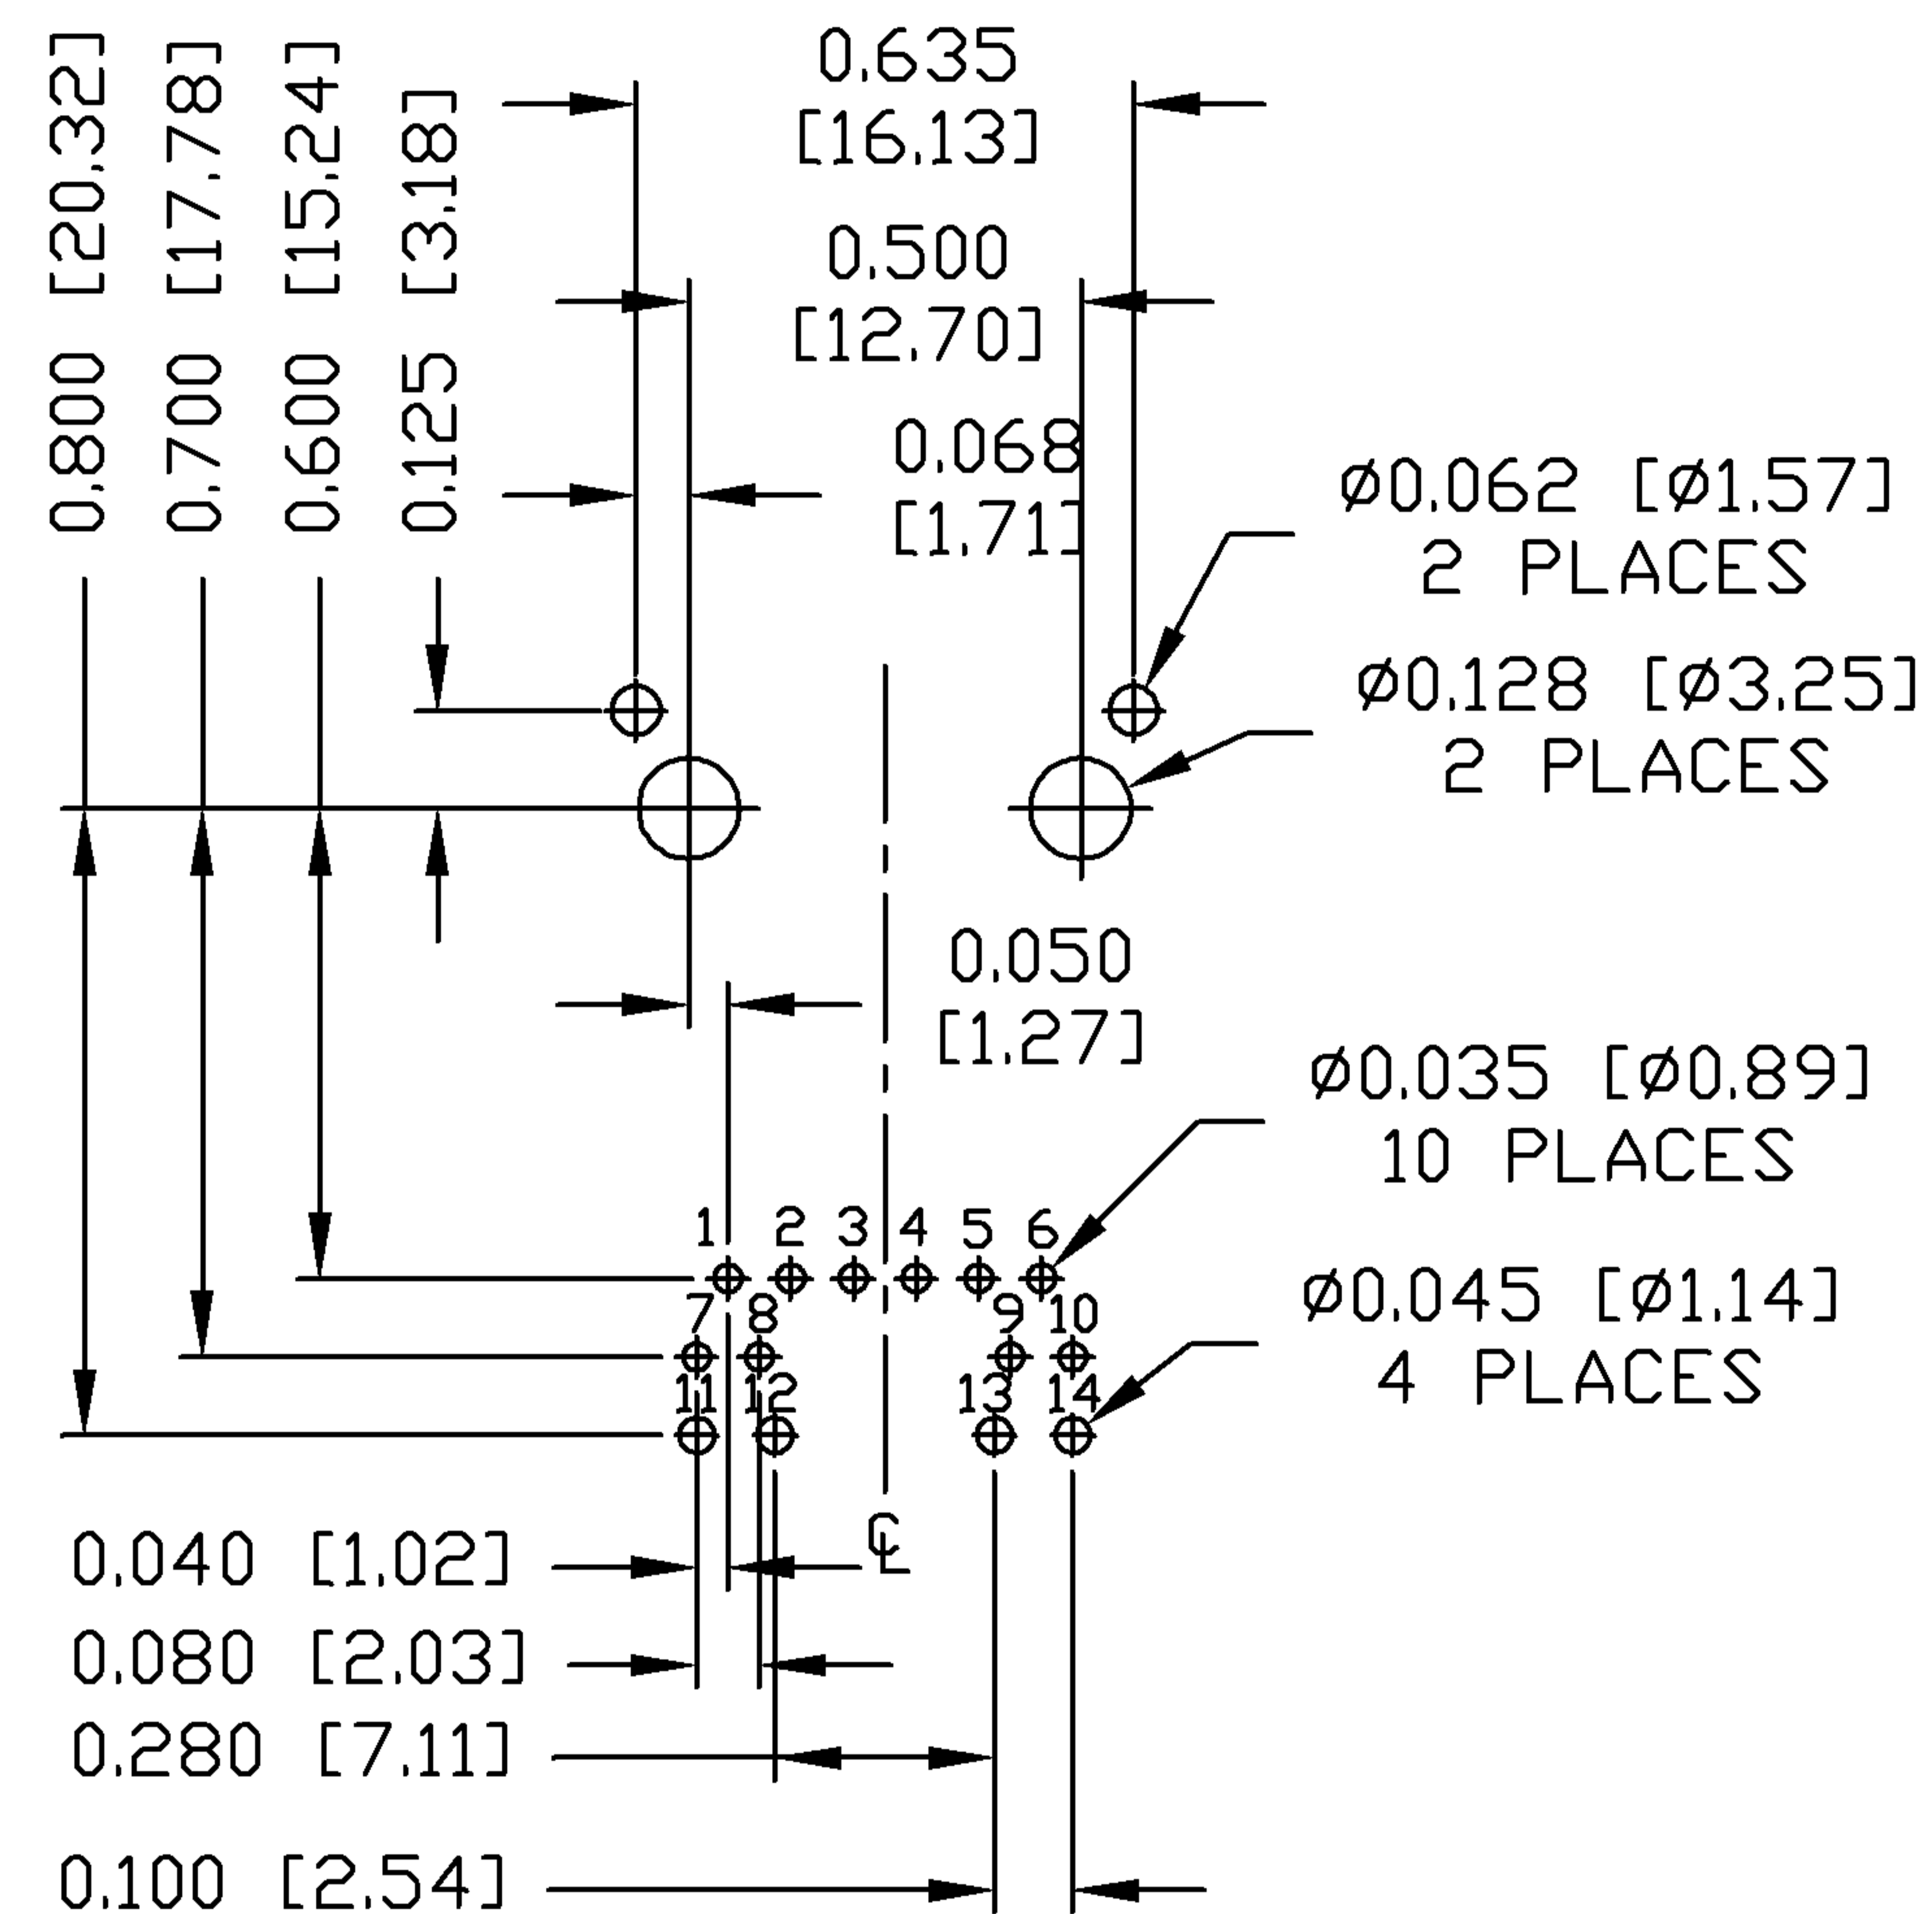 0.800 [20.32]
0.700 [17.78]
0.600 [15.24]
0.125 [3.18]
0.635
[16.13]
0.500
[12.70]
0.068
[1.71]
ø0.062 [ø1.57]
2 PLACES
ø0.128 [ø3.25]
2 PLACES
0.050
[1.27]
ø0.035 [ø0.89]
10 PLACES
1 2 3 4 5 6
ø0.045 [ø1.14]
4 PLACES
7 8 9 10
11 12 13 14
℄
0.040 [1.02]
0.080 [2.03]
0.280 [7.11]
0.100 [2.54]